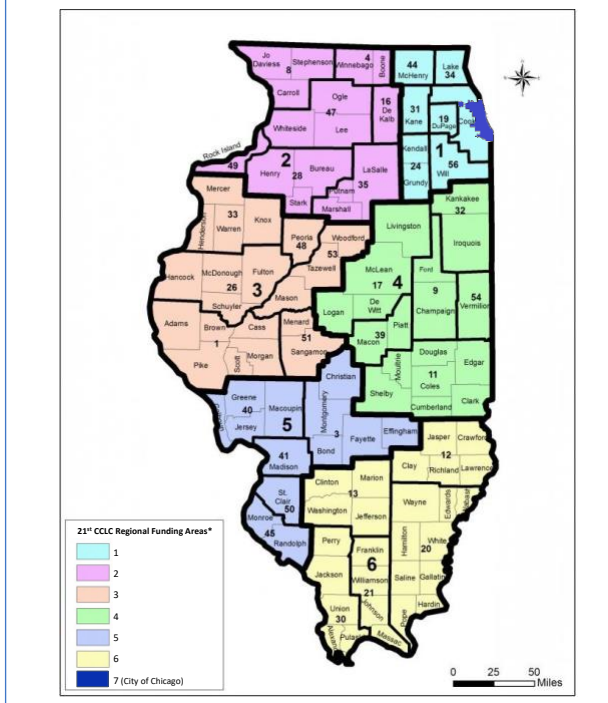 Jo
Daviess
8
Stephenson
Winnebago
4
Boone
44
McHenry
Lake
34
Carroll
Ogle
47
16
De
Kalb
31
Kane
19
DuPage
Cook
Whiteside
Lee
Rock Island
49
2
Henry
28
Bureau
LaSalle
35
Putnam
Stark
Marshall
Kendall
24
Grundy
1
56
Will
Kankakee
32
Iroquois
Mercer
Henderson
33
Warren
Knox
Peoria
48
Woodford
53
Tazewell
Livingston
Hancock
McDonough
26
Fulton
3
Mason
Schuyler
McLean
17
4
Ford
9
Champaign
54
Vermilion
Logan
De
Witt
Piatt
39
Macon
Adams
Brown
1
Cass
Menard
51
Sangamon
Pike
Scott
Morgan
Moultrie
Douglas
11
Coles
Edgar
Shelby
Cumberland
Clark
Christian
Greene
40
Jersey
Macoupin
5
Montgomery
3
Bond
Fayette
Effingham
41
Madison
Jasper
Crawford
12
Clay
Richland
Lawrence
Clinton
Marion
13
Washington
Jefferson
St.
Clair
50
Monroe
45
Randolph
Wayne
Edwards
Hamilton
White
20
Perry
Franklin
6
Williamson
21
Jackson
Saline
Gallatin
Hardin
Pope
Johnson
Union
30
Massac
21st CCLC Regional Funding Areas*
1
2
3
4
5
6
7 (City of Chicago)
0 25 50
Miles